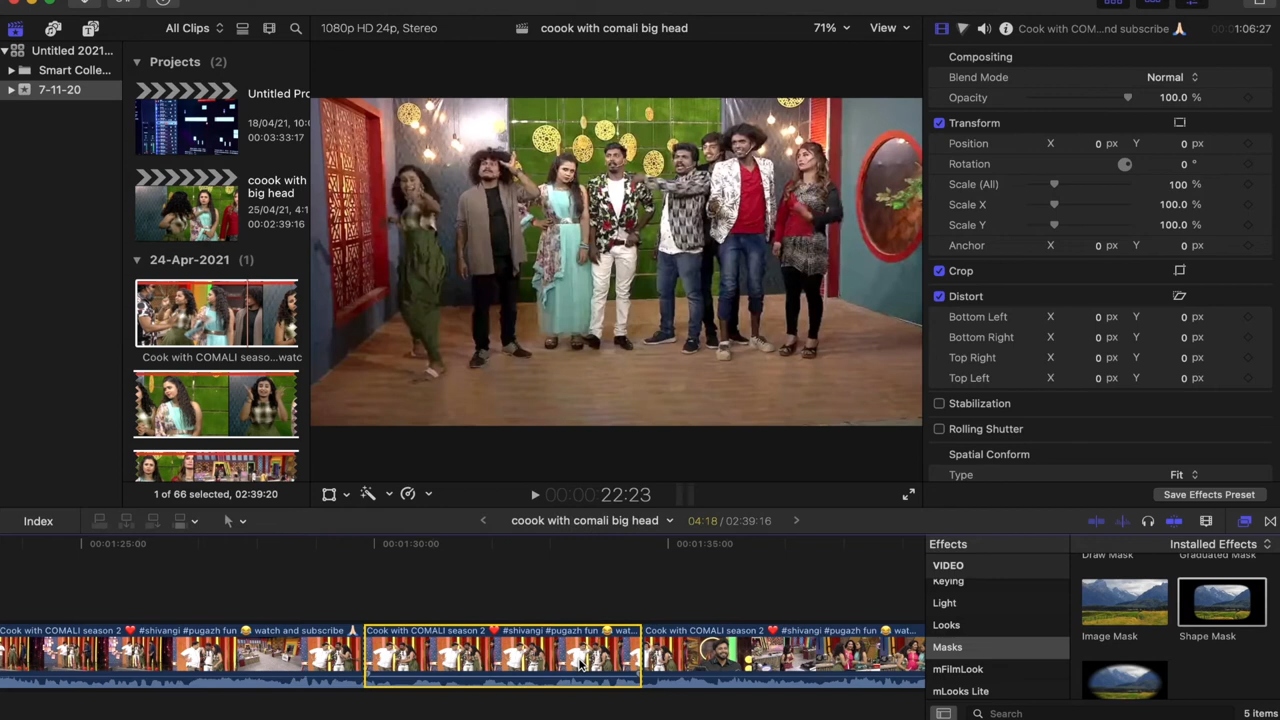 All Clips
1080p HD 24p, Stereo
coook with comali big head
71%
View
Cook with COM...nd subscribe 🙏🏻
1:06:27
Untitled 2021...
Smart Colle...
7-11-20
Projects (2)
Untitled Pro
18/04/21, 10:
00:03:33:17
coook with
big head
25/04/21, 4:1
00:02:39:16
24-Apr-2021 (1)
Cook with COMALI seaso...watc
1 of 66 selected, 02:39:20
Compositing
Blend Mode Normal
Opacity 100.0 %
Transform
Position X 0 px Y 0 px
Rotation 0 °
Scale (All) 100 %
Scale X 100.0 %
Scale Y 100.0 %
Anchor X 0 px Y 0 px
Crop
Distort
Bottom Left X 0 px Y 0 px
Bottom Right X 0 px Y 0 px
Top Right X 0 px Y 0 px
Top Left X 0 px Y 0 px
Stabilization
Rolling Shutter
Spatial Conform
Type Fit
Save Effects Preset
00:00 22:23
Index
coook with comali big head
04:18 / 02:39:16
00:01:25:00
00:01:30:00
00:01:35:00
Cook with COMALI season 2 ❤️ #shivangi #pugazh fun 😂 watch and subscribe 🙏🏻
Cook with COMALI season 2 ❤️ #shivangi #pugazh fun 😂 wat...
Cook with COMALI season 2 ❤️ #shivangi #pugazh fun 😂 wat...
Effects
Installed Effects
VIDEO
Keying
Light
Looks
Masks
mFilmLook
mLooks Lite
Draw Mask
Graduated Mask
Image Mask
Shape Mask
Search
5 items